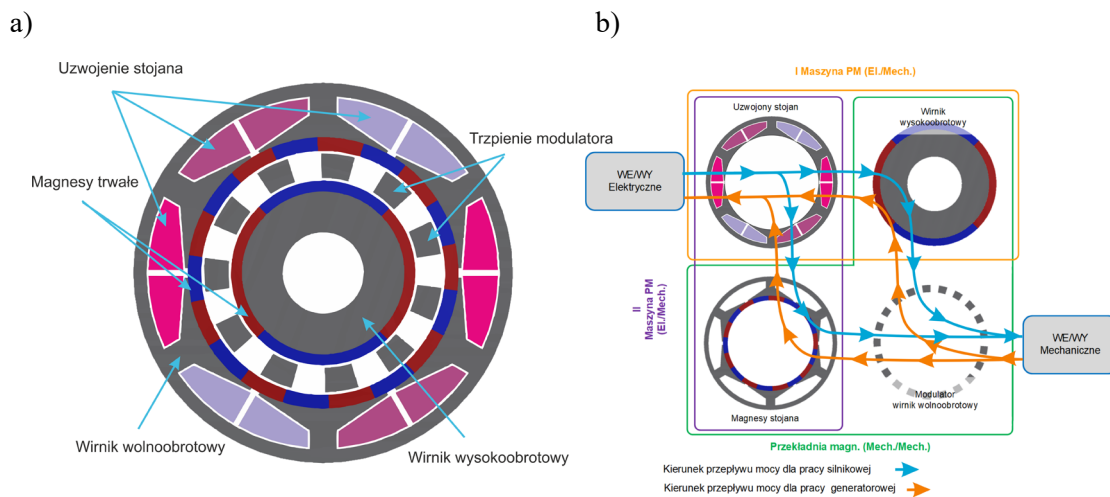 a)
Uzwojenie stojana
Trzpienie modulatora
Magnesy trwałe
Wirnik wolnoobrotowy
Wirnik wysokoobrotowy
b)
I Maszyna PM (El./Mech.)
Uzwojony stojan
Wirnik
wysokoobrotowy
WE/WY
Elektryczne
II
Maszyna PM
(El./Mech.)
WE/WY
Mechaniczne
Magnesy stojana
Modulator
wirnik wolnoobrotowy
Przekładnia magn. (Mech./Mech.)
Kierunek przepływu mocy dla pracy silnikowej
Kierunek przepływu mocy dla pracy generatorowej